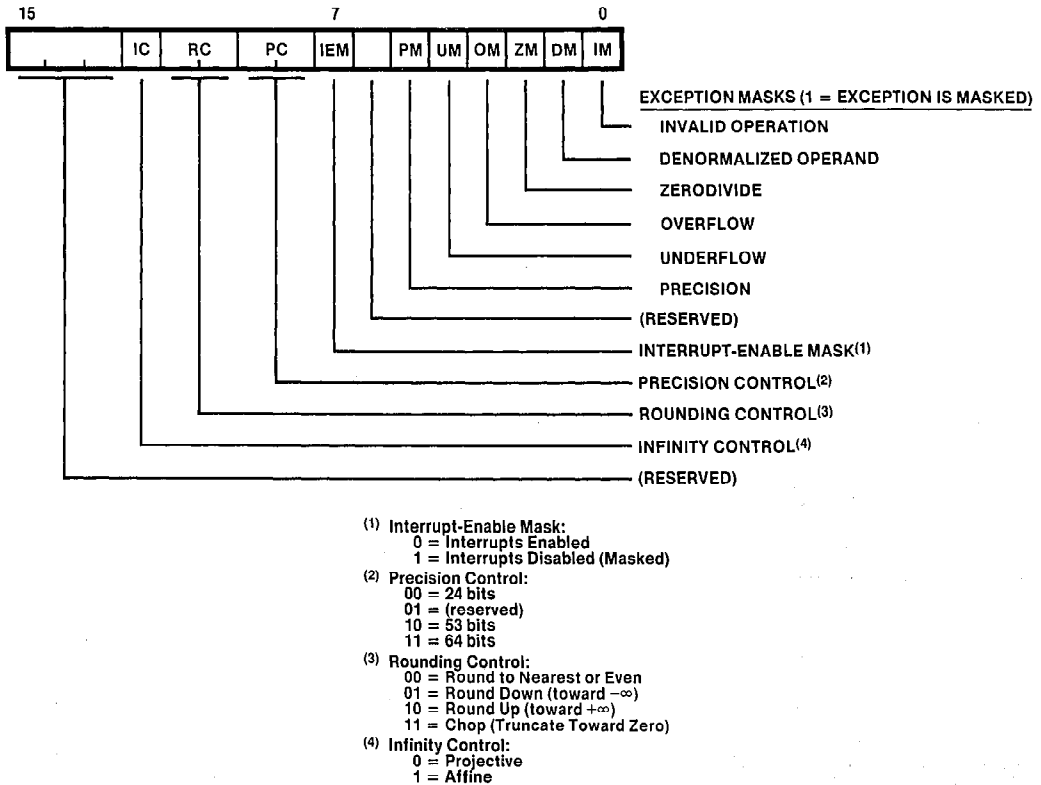 15 7 0
IC RC PC IEM PM UM OM ZM DM IM
EXCEPTION MASKS (1 = EXCEPTION IS MASKED)
INVALID OPERATION
DENORMALIZED OPERAND
ZERODIVIDE
OVERFLOW
UNDERFLOW
PRECISION
(RESERVED)
INTERRUPT-ENABLE MASK(1)
PRECISION CONTROL(2)
ROUNDING CONTROL(3)
INFINITY CONTROL(4)
(RESERVED)
(1) Interrupt-Enable Mask:
0 = Interrupts Enabled
1 = Interrupts Disabled (Masked)
(2) Precision Control:
00 = 24 bits
01 = (reserved)
10 = 53 bits
11 = 64 bits
(3) Rounding Control:
00 = Round to Nearest or Even
01 = Round Down (toward −∞)
10 = Round Up (toward +∞)
11 = Chop (Truncate Toward Zero)
(4) Infinity Control:
0 = Projective
1 = Affine